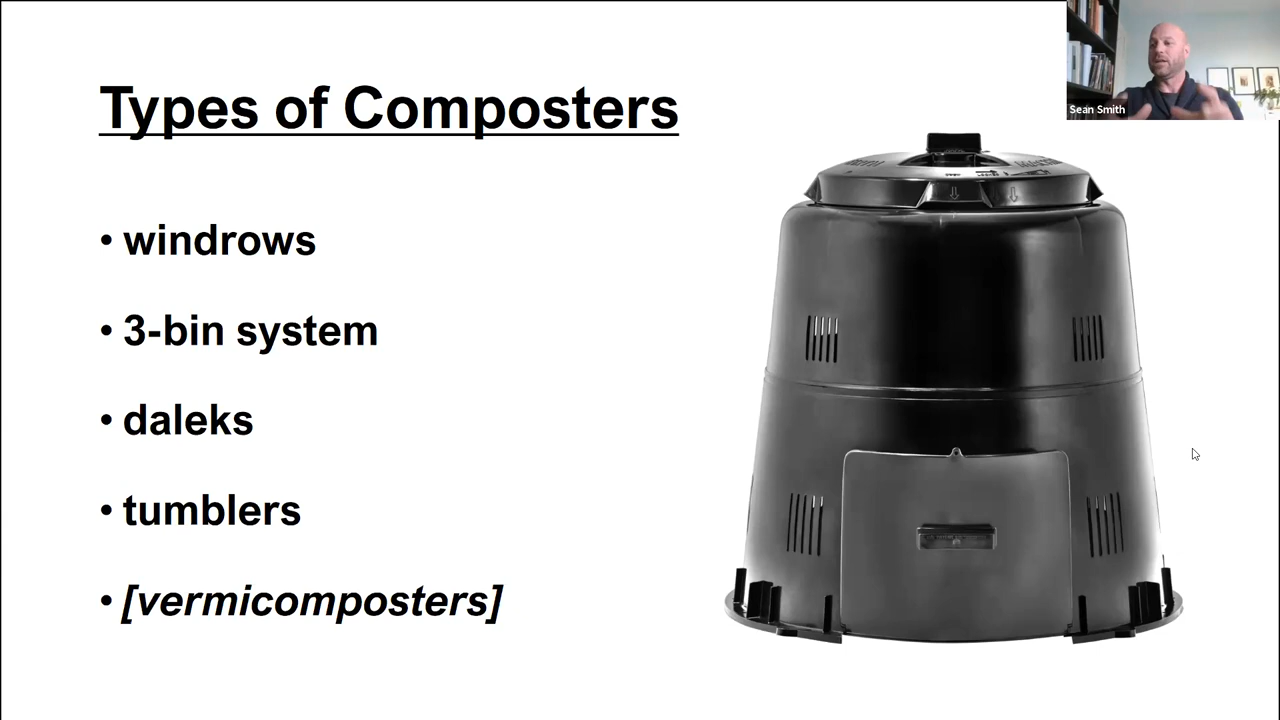 Types of Composters
• windrows
• 3-bin system
• daleks
• tumblers
• [vermicomposters]
Sean Smith